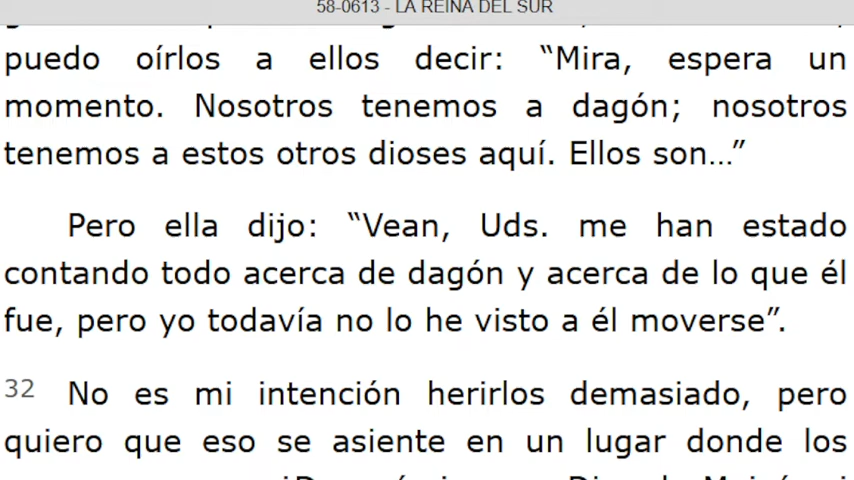 58-0613 - LA REINA DEL SUR
puedo oírlos a ellos decir: “Mira, espera un
momento. Nosotros tenemos a dagón; nosotros
tenemos a estos otros dioses aquí. Ellos son…”
Pero ella dijo: “Vean, Uds. me han estado
contando todo acerca de dagón y acerca de lo que él
fue, pero yo todavía no lo he visto a él moverse”.
32 No es mi intención herirlos demasiado, pero
quiero que eso se asiente en un lugar donde los